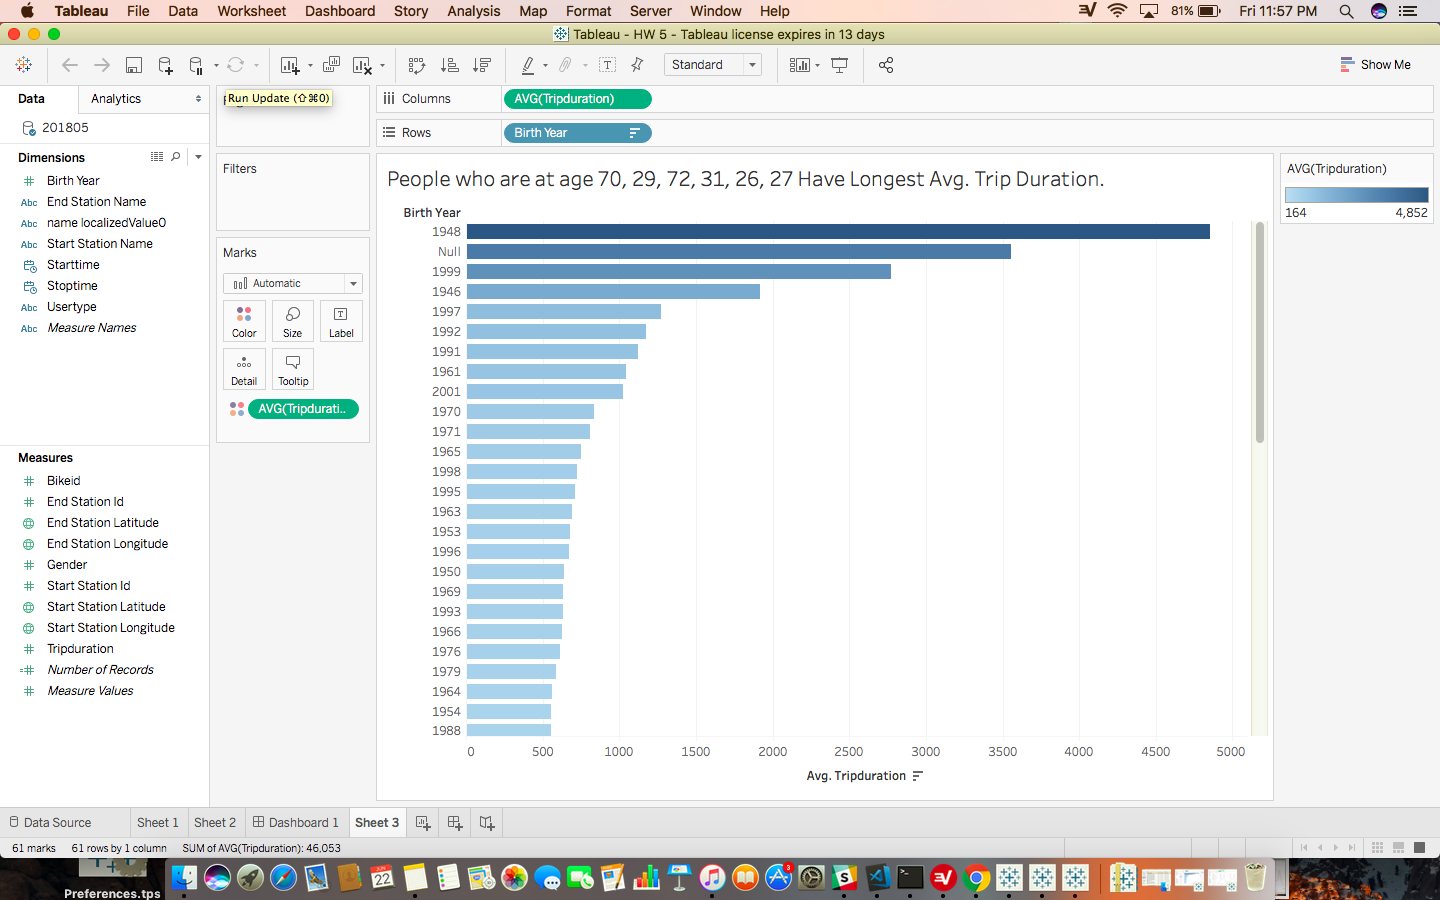 Tableau File Data Worksheet Dashboard Story Analysis Map Format Server Window Help 81% Fri 11:57 PM
Tableau - HW 5 - Tableau license expires in 13 days
Standard Show Me
Data Analytics
Run Update (⇧⌘0)
Columns AVG(Tripduration)
201805
Rows Birth Year
Dimensions
Birth Year
Abc End Station Name
Abc name localizedValue0
Abc Start Station Name
Starttime
Stoptime
Abc Usertype
Abc Measure Names
Measures
Bikeid
End Station Id
End Station Latitude
End Station Longitude
Gender
Start Station Id
Start Station Latitude
Start Station Longitude
Tripduration
Number of Records
Measure Values
Filters
Marks
Automatic
Color Size Label
Detail Tooltip
AVG(Tripdurati..
People who are at age 70, 29, 72, 31, 26, 27 Have Longest Avg. Trip Duration.
Birth Year
1948
Null
1999
1946
1997
1992
1991
1961
2001
1970
1971
1965
1998
1995
1963
1953
1996
1950
1969
1993
1966
1976
1979
1964
1954
1988
0 500 1000 1500 2000 2500 3000 3500 4000 4500 5000
Avg. Tripduration
AVG(Tripduration)
164 4,852
Data Source Sheet 1 Sheet 2 Dashboard 1 Sheet 3
61 marks 61 rows by 1 column SUM of AVG(Tripduration): 46,053
Preferences.tps
JUN
22
3